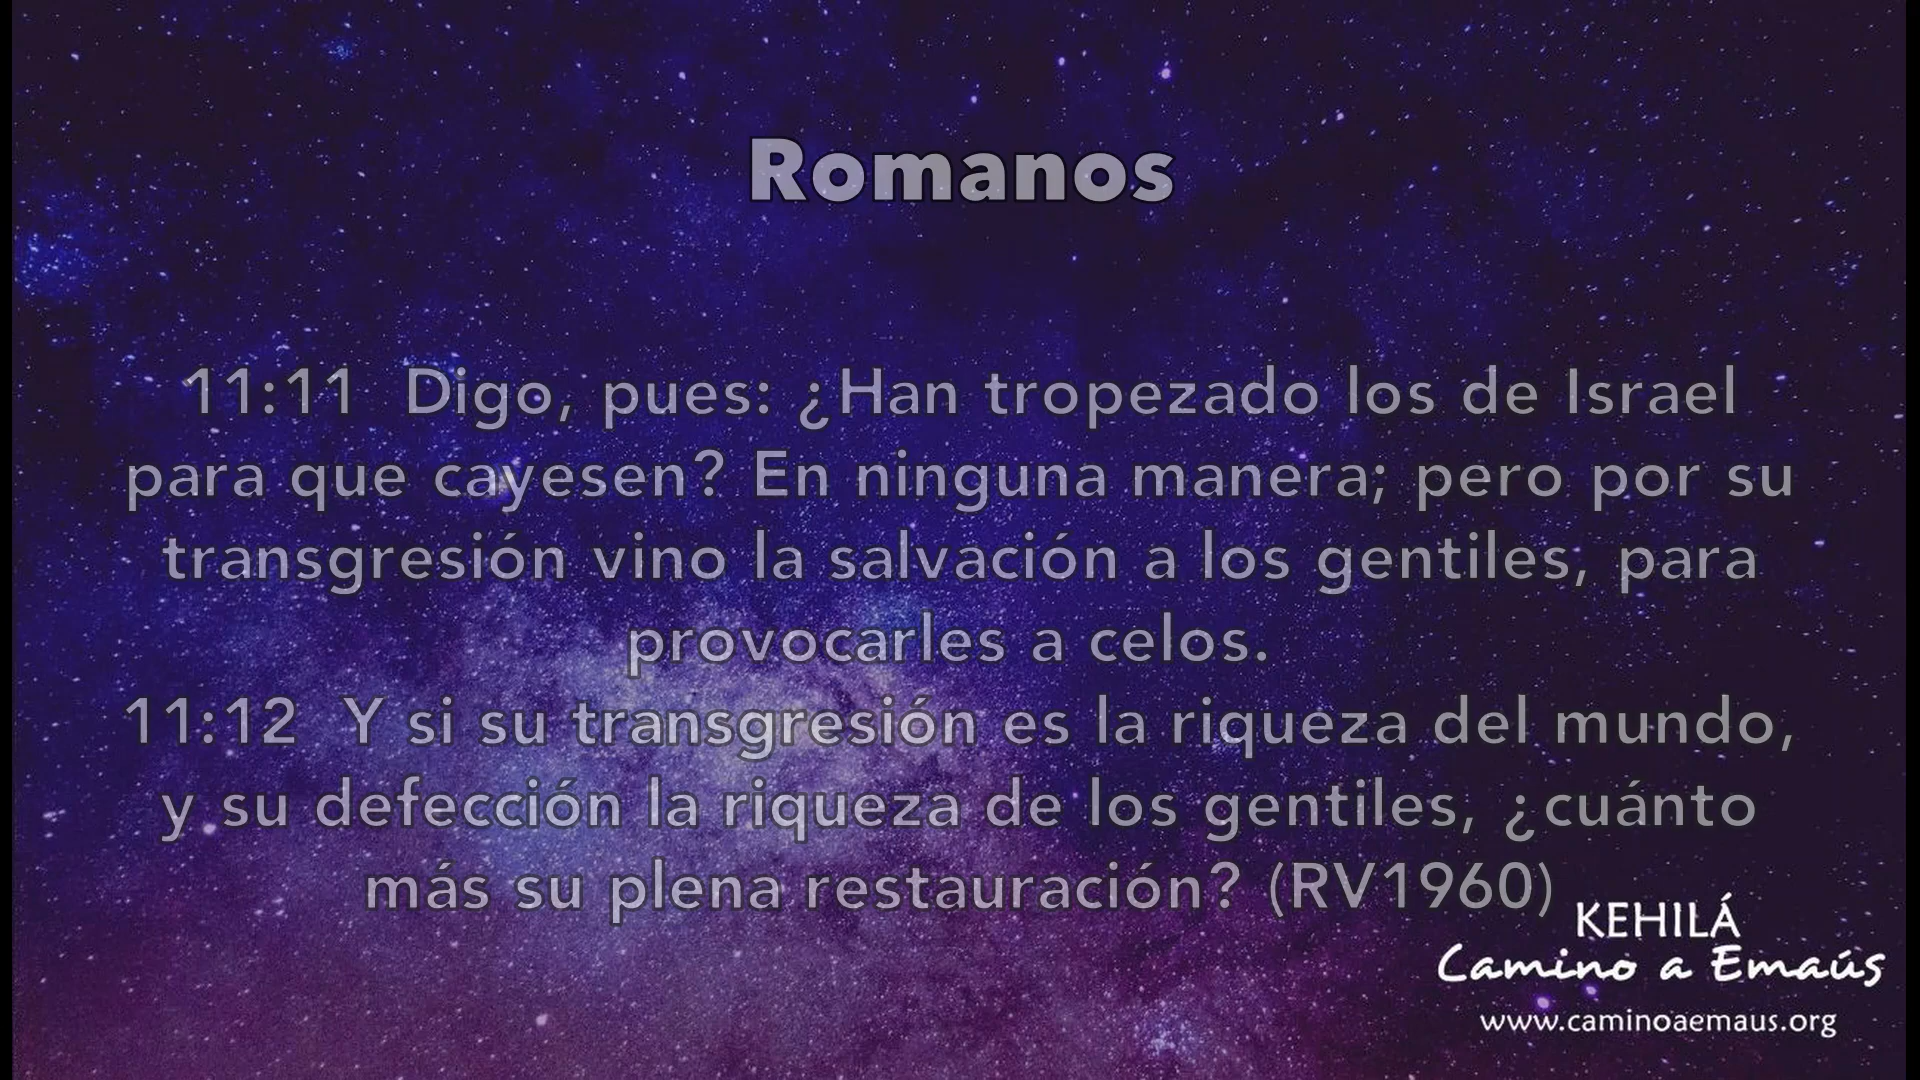 Romanos
11:11 Digo, pues: ¿Han tropezado los de Israel
para que cayesen? En ninguna manera; pero por su
transgresión vino la salvación a los gentiles, para
provocarles a celos.
11:12 Y si su transgresión es la riqueza del mundo,
y su defección la riqueza de los gentiles, ¿cuánto
más su plena restauración? (RV1960)
KEHILÁ
Camino a Emaús
www.caminoaemaus.org